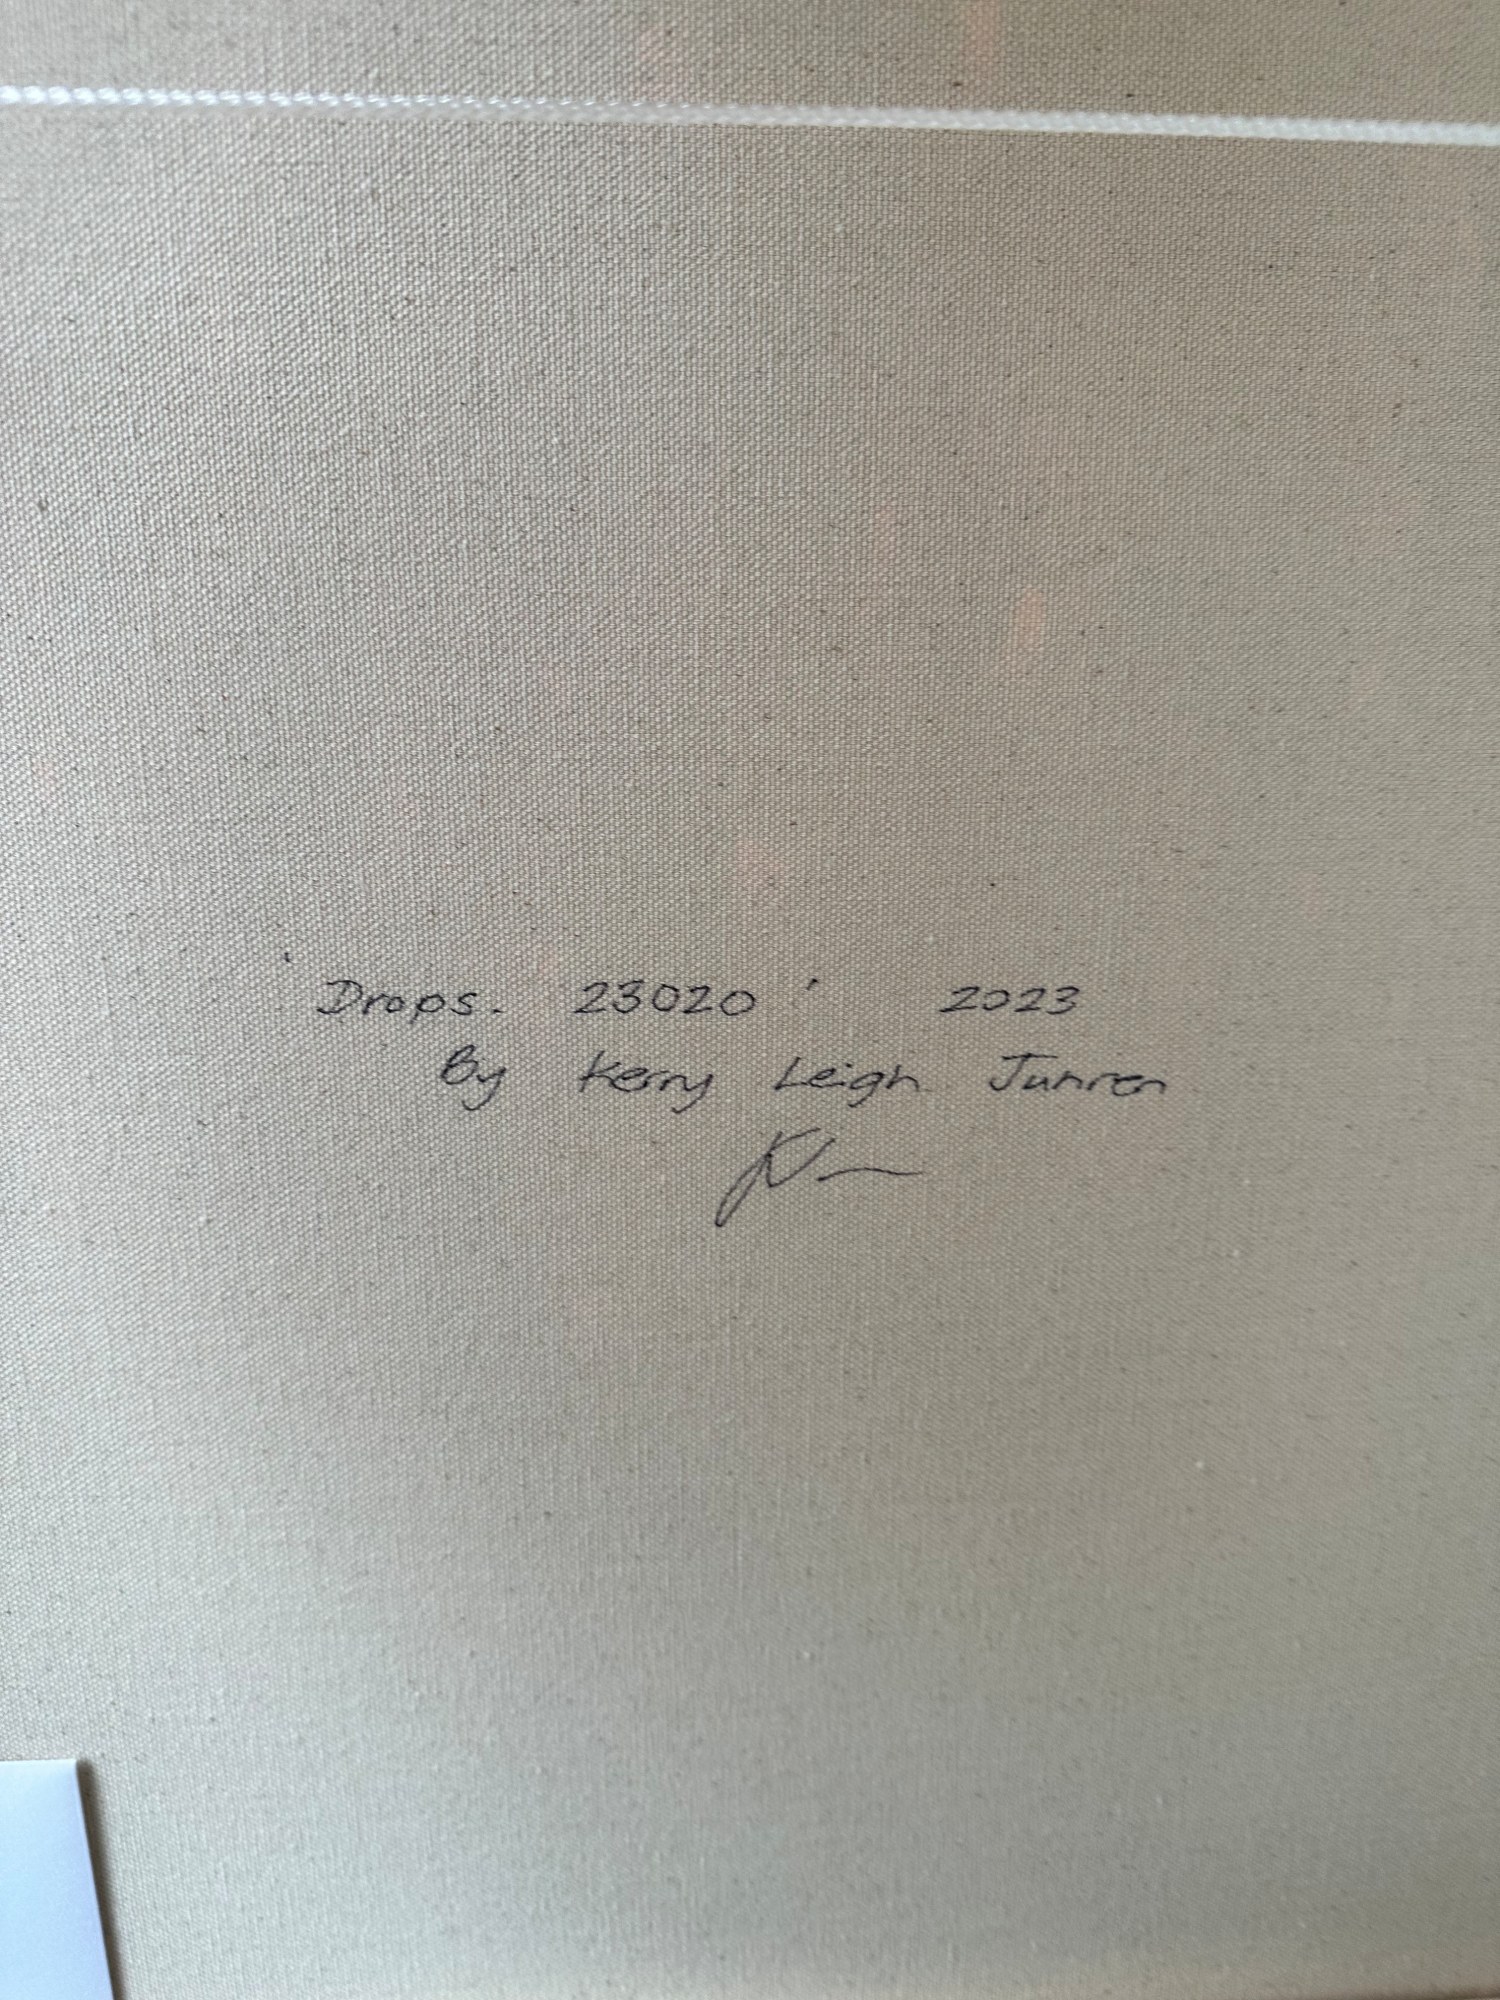 'Drops. 23020' 2023
By Kerry Leigh Junren